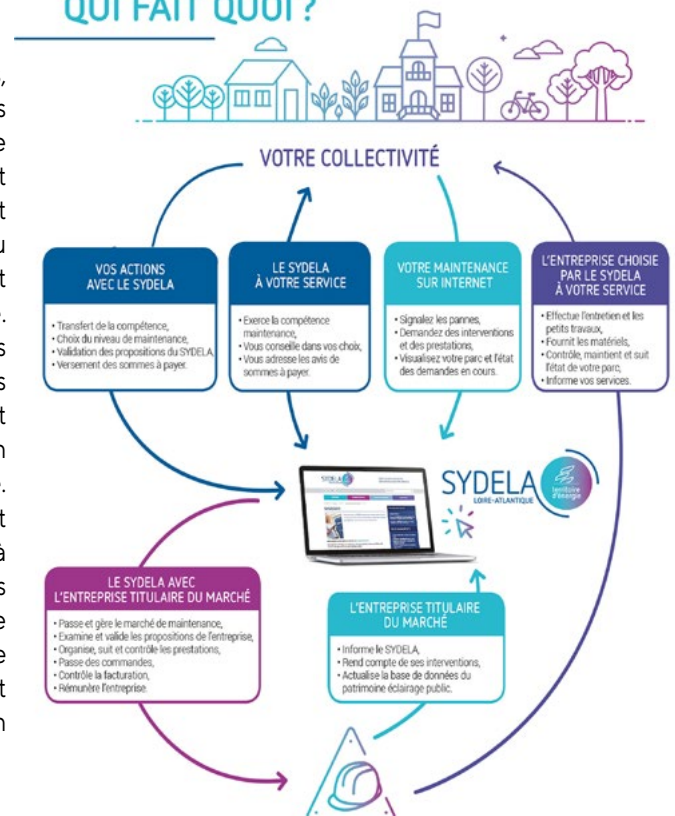 QUI FAIT QUOI ?
VOTRE COLLECTIVITÉ
VOS ACTIONS
AVEC LE SYDELA
• Transfert de la compétence,
• Choix du niveau de maintenance,
• Validation des propositions du SYDELA,
• Versement des sommes à payer.
LE SYDELA
À VOTRE SERVICE
• Exerce la compétence
maintenance,
• Vous conseille dans vos choix,
• Vous adresse les avis de
sommes à payer.
VOTRE MAINTENANCE
SUR INTERNET
• Signalez les pannes,
• Demandez des interventions
et des prestations,
• Visualisez votre parc et l'état
des demandes en cours.
L'ENTREPRISE CHOISIE
PAR LE SYDELA
À VOTRE SERVICE
• Effectue l'entretien et les
petits travaux,
• Fournit les matériels,
• Contrôle, maintient et suit
l'état de votre parc,
• Informe vos services.
SYDELA
LOIRE-ATLANTIQUE
territoire
d'énergie
LE SYDELA AVEC
L'ENTREPRISE TITULAIRE DU MARCHÉ
• Passe et gère le marché de maintenance,
• Examine et valide les propositions de l'entreprise,
• Organise, suit et contrôle les prestations,
• Passe des commandes,
• Contrôle la facturation,
• Rémunère l'entreprise.
L'ENTREPRISE TITULAIRE
DU MARCHÉ
• Informe le SYDELA,
• Rend compte de ses interventions,
• Actualise la base de données du
patrimoine éclairage public.